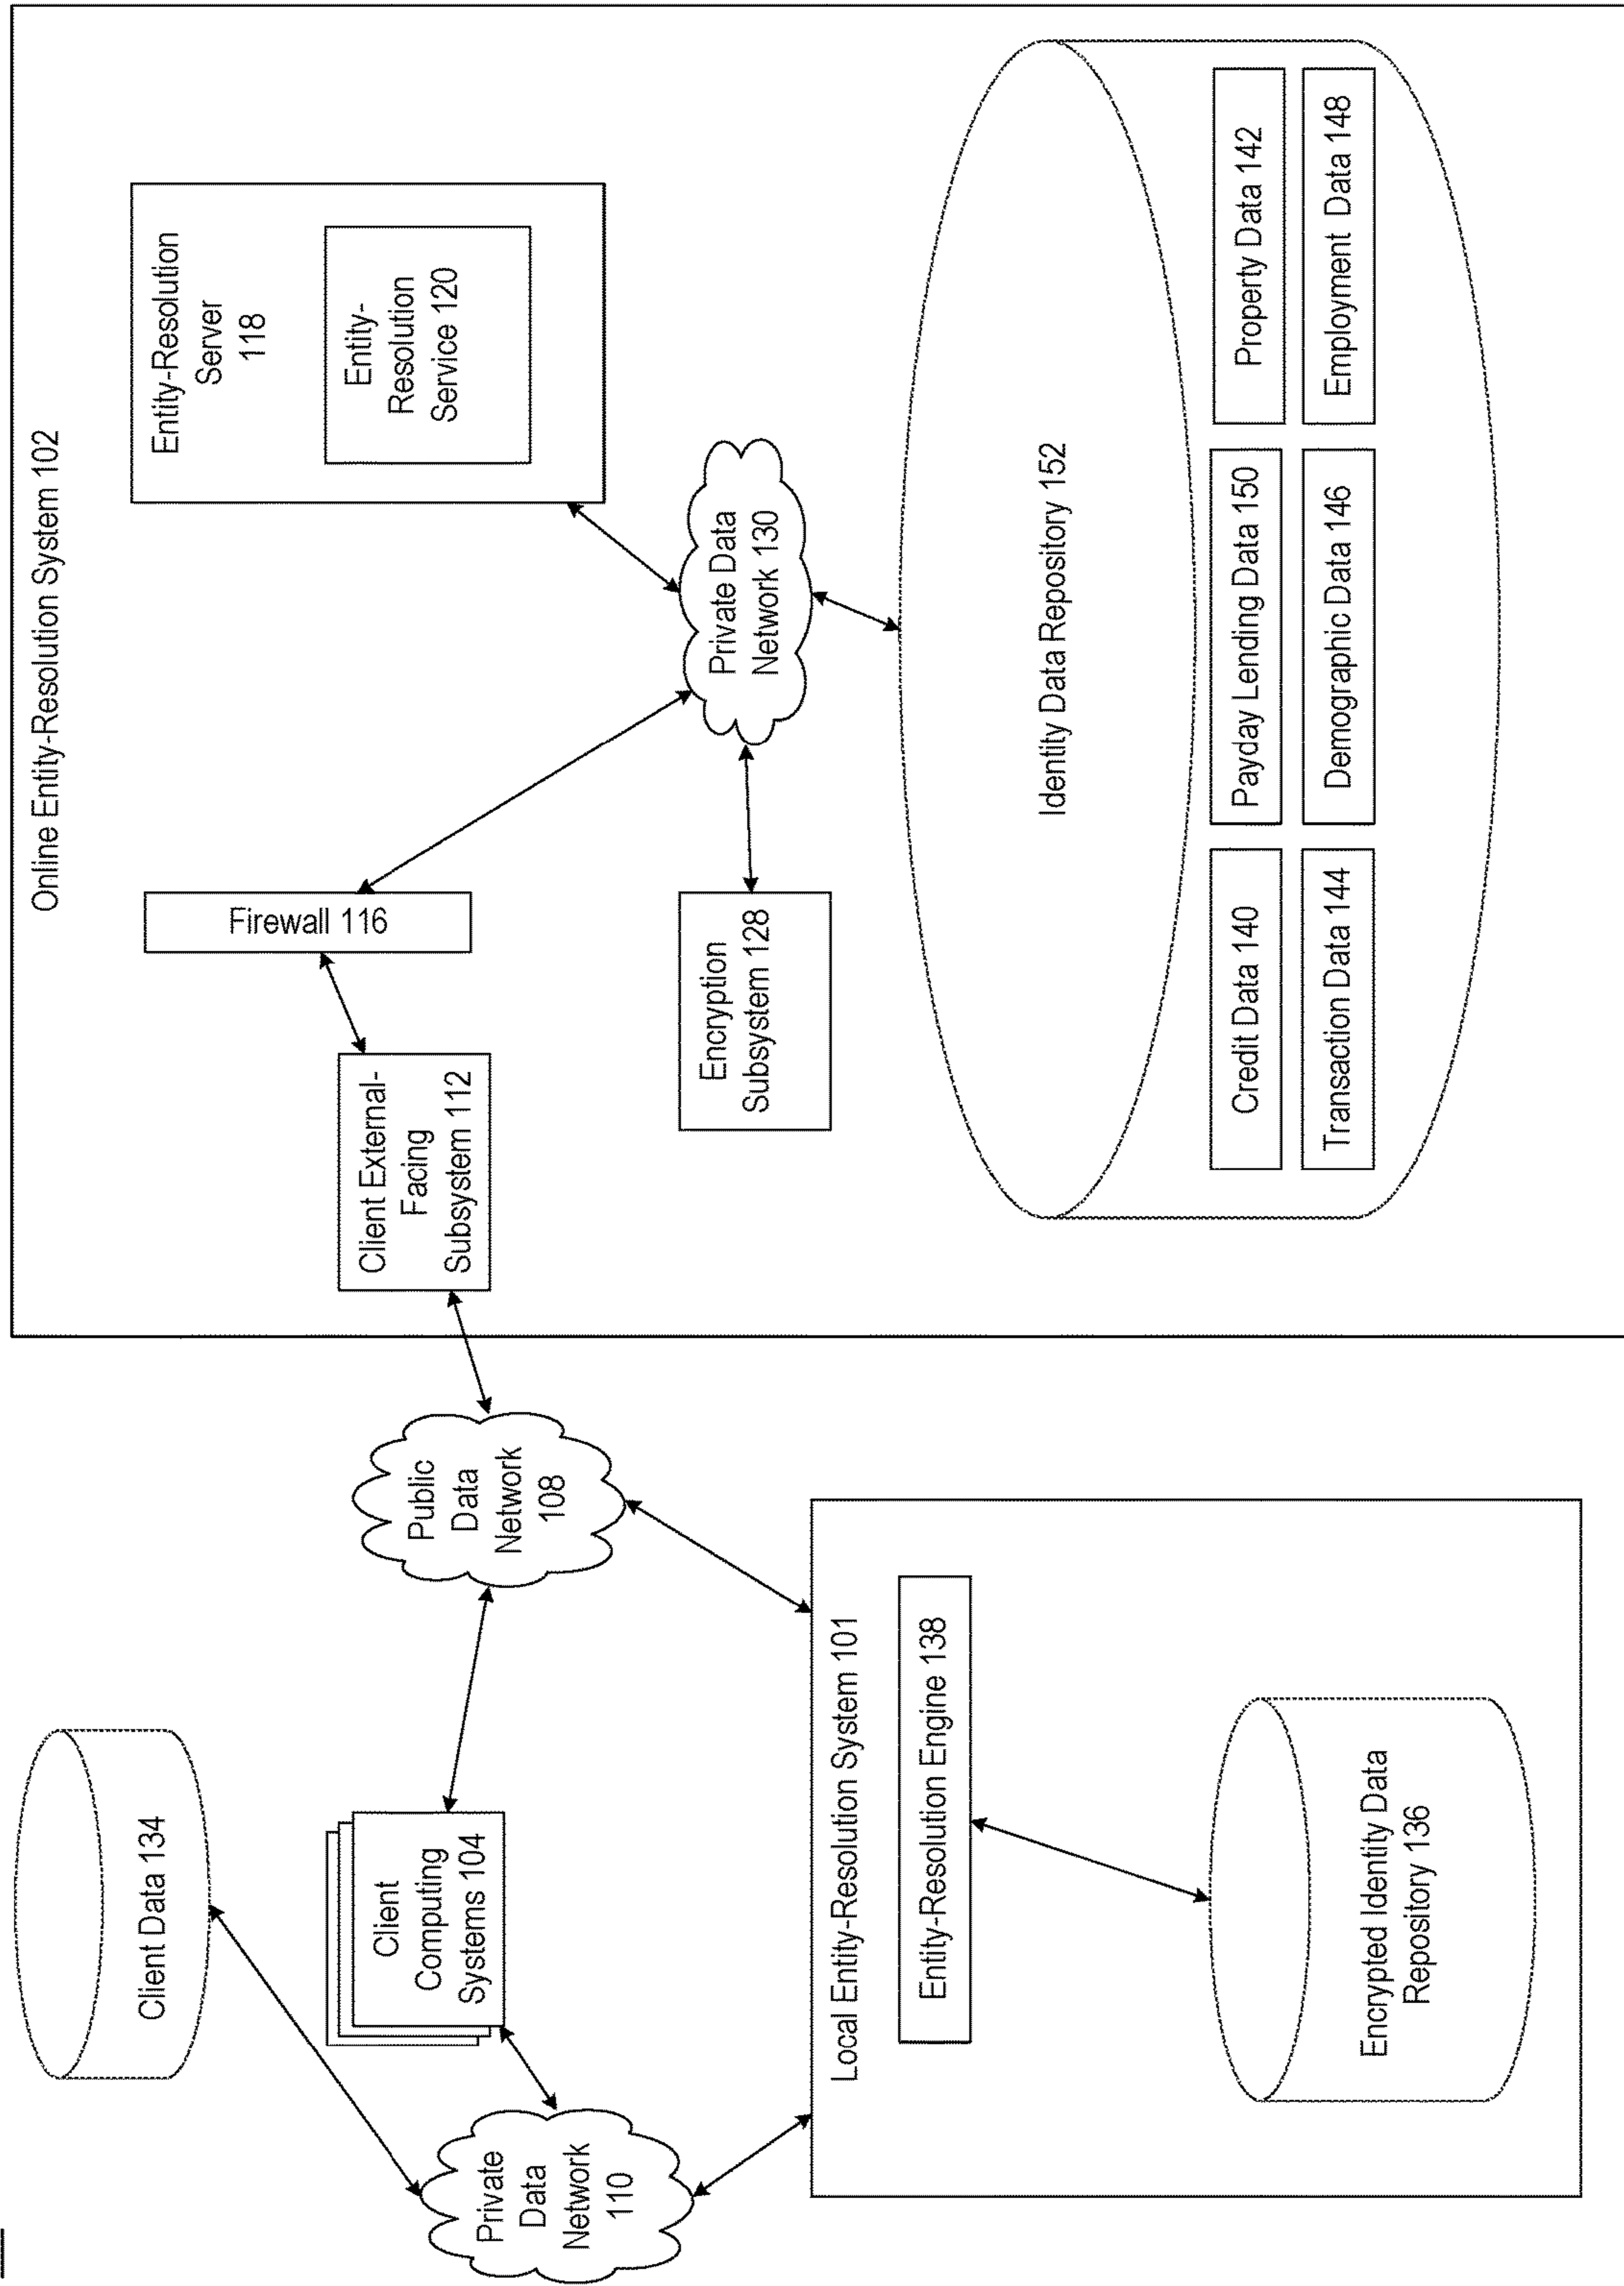 Online Entity-Resolution System 102
Entity-Resolution
Server
118
Entity-
Resolution
Service 120
Firewall 116
Client External-
Facing
Subsystem 112
Private Data
Network 130
Encryption
Subsystem 128
Identity Data Repository 152
Credit Data 140
Payday Lending Data 150
Property Data 142
Transaction Data 144
Demographic Data 146
Employment Data 148
Client Data 134
Public
Data
Network
108
Client
Computing
Systems 104
Private
Data
Network
110
Local Entity-Resolution System 101
Entity-Resolution Engine 138
Encrypted Identity Data
Repository 136